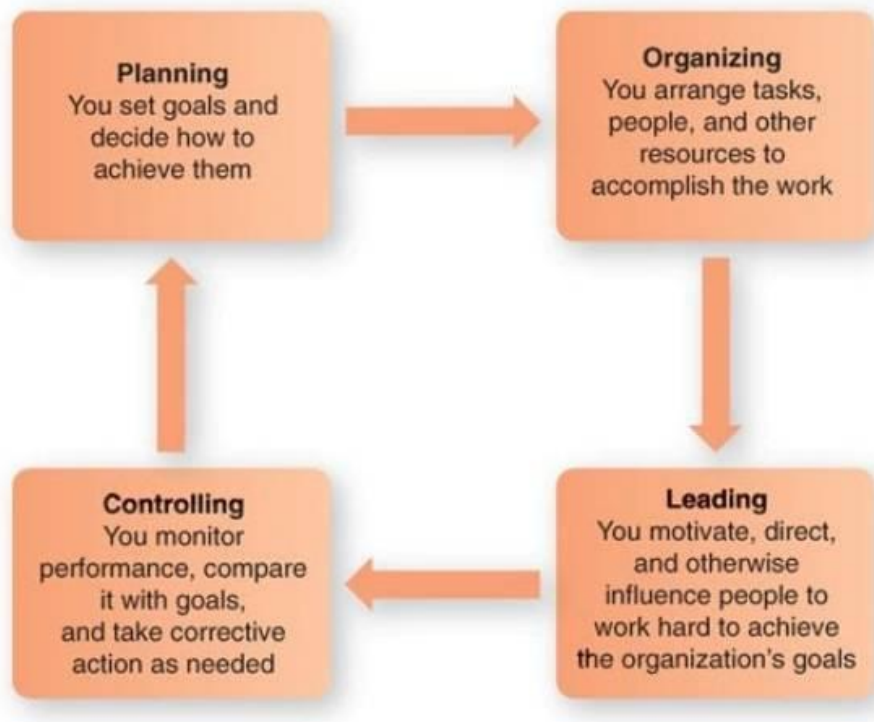 Planning
You set goals and
decide how to
achieve them
Organizing
You arrange tasks,
people, and other
resources to
accomplish the work
Controlling
You monitor
performance, compare
it with goals,
and take corrective
action as needed
Leading
You motivate, direct,
and otherwise
influence people to
work hard to achieve
the organization's goals